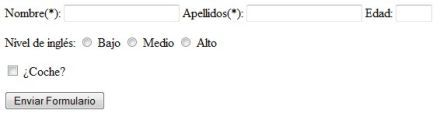 Nombre(*): Apellidos(*): Edad:
Nivel de inglés: Bajo Medio Alto
¿Coche?
Enviar Formulario